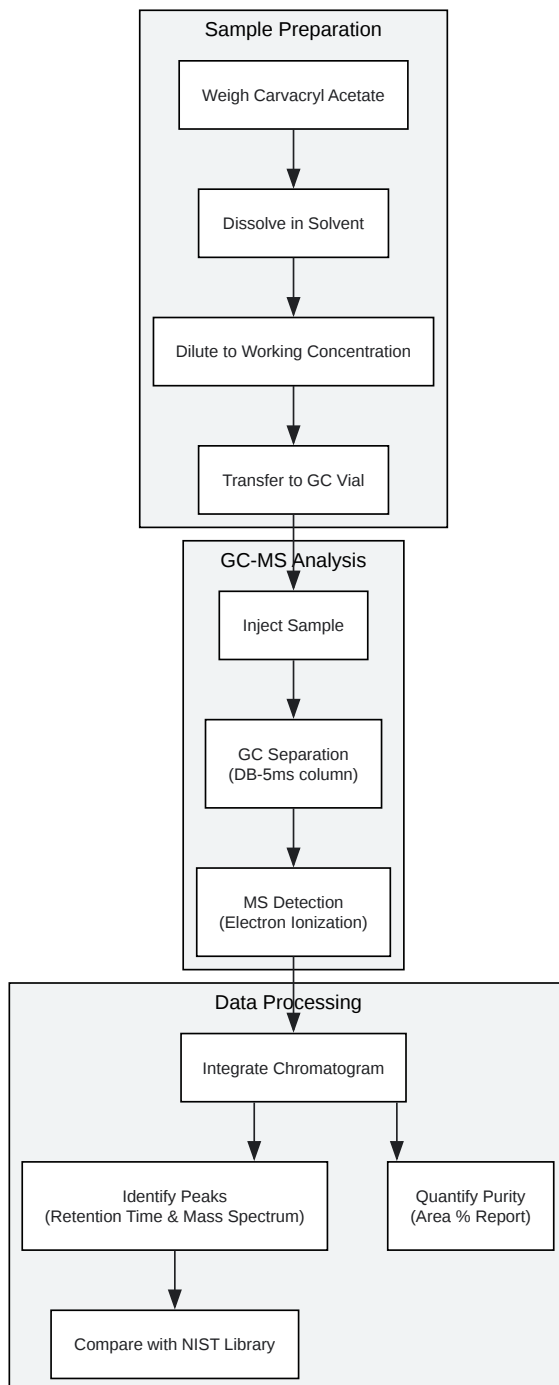 Sample Preparation
Weigh Carvacryl Acetate
Dissolve in Solvent
Dilute to Working Concentration
Transfer to GC Vial
GC-MS Analysis
Inject Sample
GC Separation
(DB-5ms column)
MS Detection
(Electron Ionization)
Data Processing
Integrate Chromatogram
Identify Peaks
(Retention Time & Mass Spectrum)
Quantify Purity
(Area % Report)
Compare with NIST Library